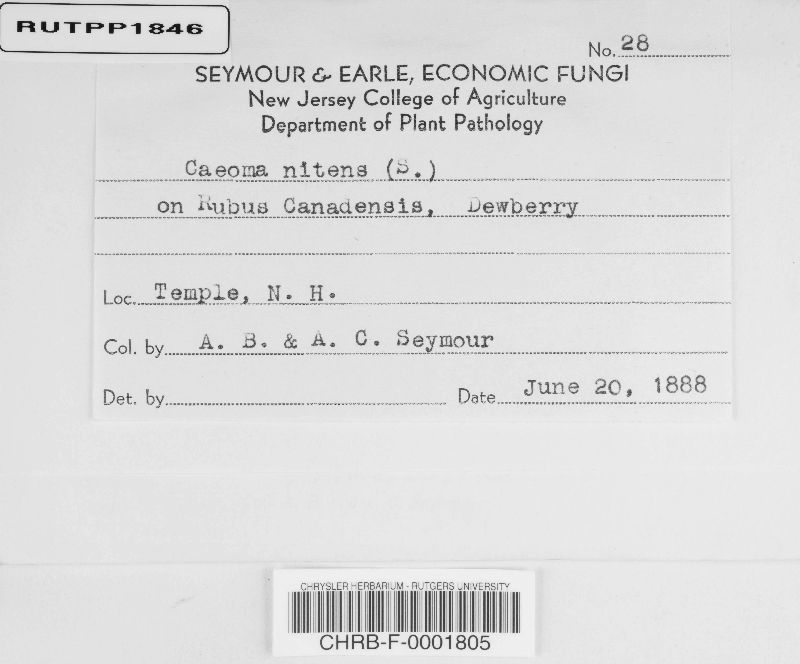 RUTPP1846
No. 28
SEYMOUR & EARLE, ECONOMIC FUNGI
New Jersey College of Agriculture
Department of Plant Pathology
Caeoma nitens (S.)
on Rubus Canadensis, Dewberry
Loc. Temple, N. H.
Col. by A. B. & A. C. Seymour
Det. by
Date June 20, 1888
CHRYSLER HERBARIUM - RUTGERS UNIVERSITY
CHRB-F-0001805